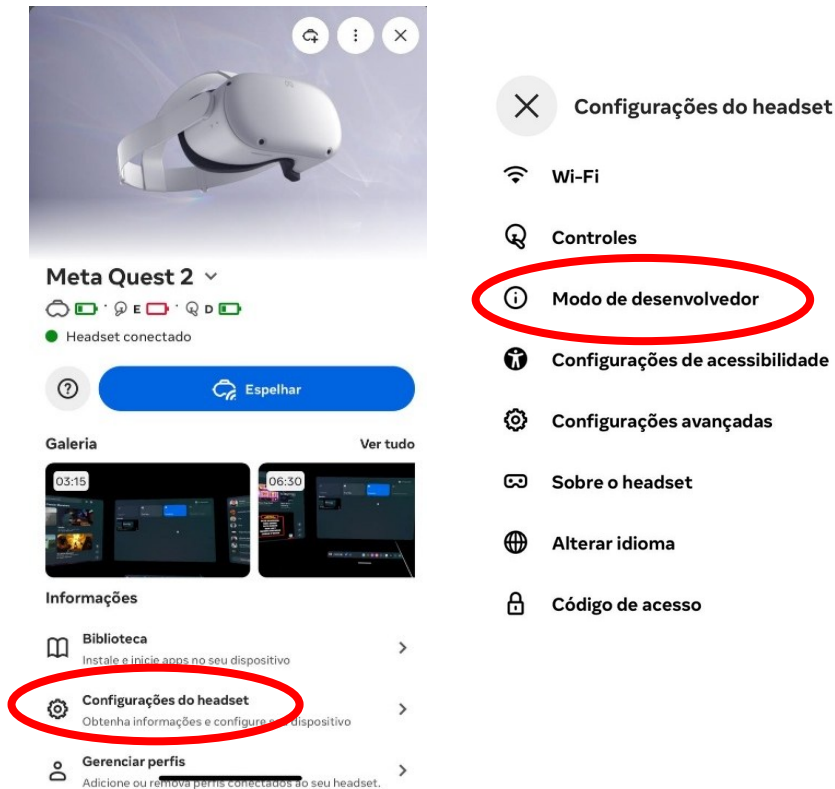 Meta Quest 2
E
D
Headset conectado
Espelhar
Galeria
Ver tudo
03:15
06:30
Informações
Biblioteca
Instale e inicie apps no seu dispositivo
Configurações do headset
Obtenha informações e configure seu dispositivo
Gerenciar perfis
Adicione ou remova perfis conectados ao seu headset.
Configurações do headset
Wi-Fi
Controles
Modo de desenvolvedor
Configurações de acessibilidade
Configurações avançadas
Sobre o headset
Alterar idioma
Código de acesso